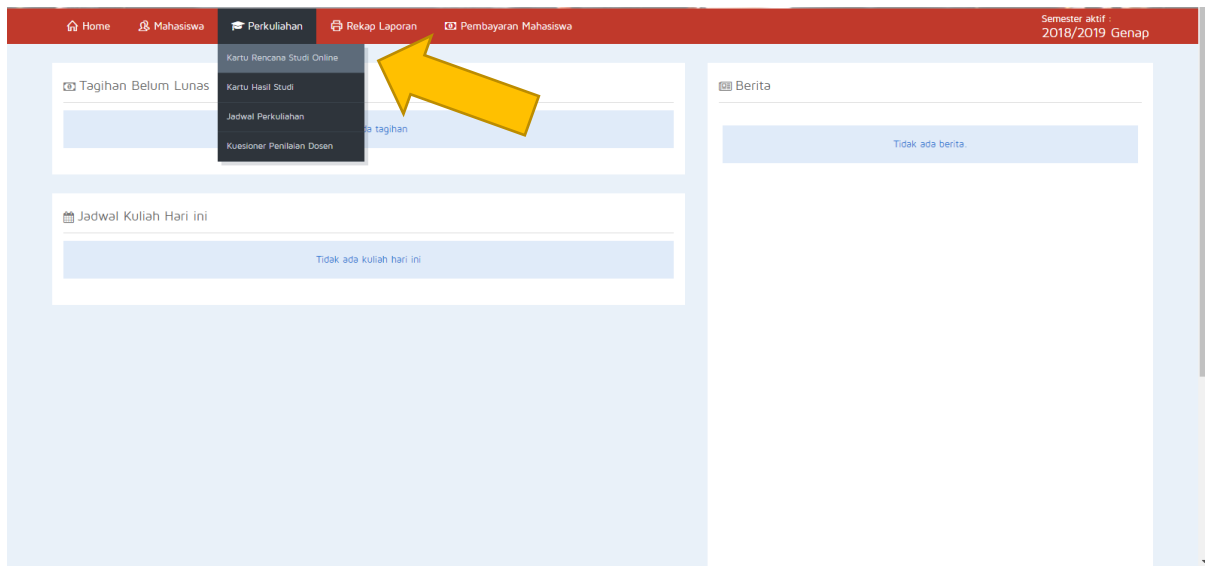 Home Mahasiswa Perkuliahan Rekap Laporan Pembayaran Mahasiswa
Semester aktif :
2018/2019 Genap
Kartu Rencana Studi Online
Kartu Hasil Studi
Jadwal Perkuliahan
Kuesioner Penilaian Dosen
Tagihan Belum Lunas
tagihan
Jadwal Kuliah Hari ini
Tidak ada kuliah hari ini
Berita
Tidak ada berita.